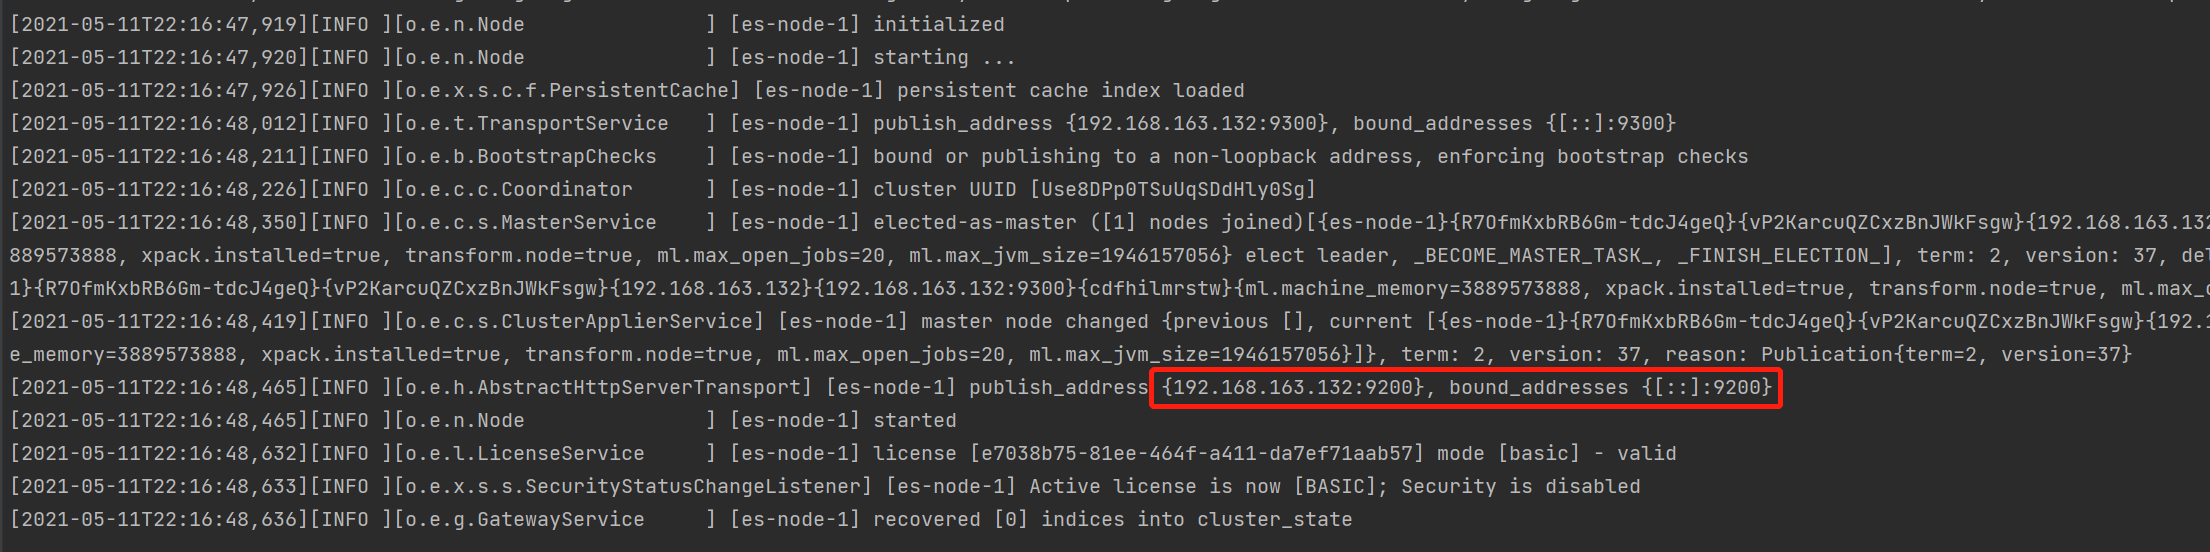 [2021-05-11T22:16:47,919][INFO ][o.e.n.Node               ] [es-node-1] initialized
[2021-05-11T22:16:47,920][INFO ][o.e.n.Node               ] [es-node-1] starting ...
[2021-05-11T22:16:47,926][INFO ][o.e.x.s.c.f.PersistentCache] [es-node-1] persistent cache index loaded
[2021-05-11T22:16:48,012][INFO ][o.e.t.TransportService   ] [es-node-1] publish_address {192.168.163.132:9300}, bound_addresses {[::]:9300}
[2021-05-11T22:16:48,211][INFO ][o.e.b.BootstrapChecks    ] [es-node-1] bound or publishing to a non-loopback address, enforcing bootstrap checks
[2021-05-11T22:16:48,226][INFO ][o.e.c.c.Coordinator      ] [es-node-1] cluster UUID [Use8DPp0TSuUqSDdHly0Sg]
[2021-05-11T22:16:48,350][INFO ][o.e.c.s.MasterService    ] [es-node-1] elected-as-master ([1] nodes joined)[{es-node-1}{R7OfmKxbRB6Gm-tdcJ4geQ}{vP2KarcuQZCxzBnJWkFsgw}{192.168.163.132
889573888, xpack.installed=true, transform.node=true, ml.max_open_jobs=20, ml.max_jvm_size=1946157056} elect leader, _BECOME_MASTER_TASK_, _FINISH_ELECTION_], term: 2, version: 37, del
1}{R7OfmKxbRB6Gm-tdcJ4geQ}{vP2KarcuQZCxzBnJWkFsgw}{192.168.163.132}{192.168.163.132:9300}{cdfhilmrstw}{ml.machine_memory=3889573888, xpack.installed=true, transform.node=true, ml.max_
[2021-05-11T22:16:48,419][INFO ][o.e.c.s.ClusterApplierService] [es-node-1] master node changed {previous [], current [{es-node-1}{R7OfmKxbRB6Gm-tdcJ4geQ}{vP2KarcuQZCxzBnJWkFsgw}{192.1
e_memory=3889573888, xpack.installed=true, transform.node=true, ml.max_open_jobs=20, ml.max_jvm_size=1946157056}]}, term: 2, version: 37, reason: Publication{term=2, version=37}
[2021-05-11T22:16:48,465][INFO ][o.e.h.AbstractHttpServerTransport] [es-node-1] publish_address {192.168.163.132:9200}, bound_addresses {[::]:9200}
[2021-05-11T22:16:48,465][INFO ][o.e.n.Node               ] [es-node-1] started
[2021-05-11T22:16:48,632][INFO ][o.e.l.LicenseService     ] [es-node-1] license [e7038b75-81ee-464f-a411-da7ef71aab57] mode [basic] - valid
[2021-05-11T22:16:48,633][INFO ][o.e.x.s.s.SecurityStatusChangeListener] [es-node-1] Active license is now [BASIC]; Security is disabled
[2021-05-11T22:16:48,636][INFO ][o.e.g.GatewayService     ] [es-node-1] recovered [0] indices into cluster_state